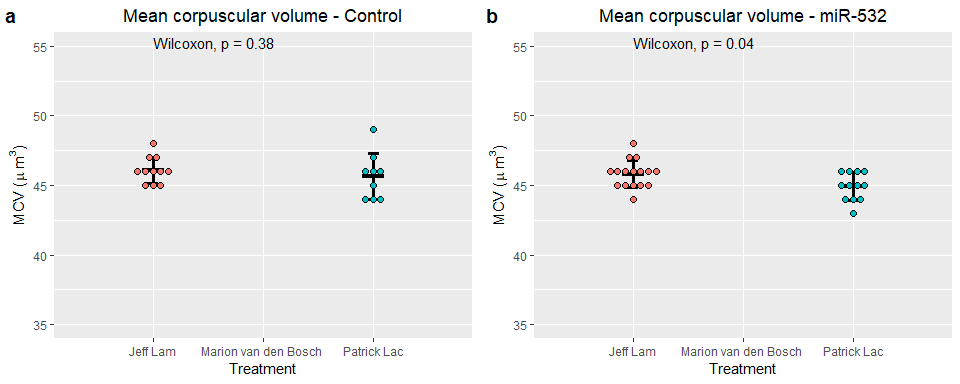 a
Mean corpuscular volume - Control
Wilcoxon, p = 0.38
55
50
45
40
35
MCV (μm³)
Jeff Lam
Marion van den Bosch
Patrick Lac
Treatment
b
Mean corpuscular volume - miR-532
Wilcoxon, p = 0.04
55
50
45
40
35
MCV (μm³)
Jeff Lam
Marion van den Bosch
Patrick Lac
Treatment